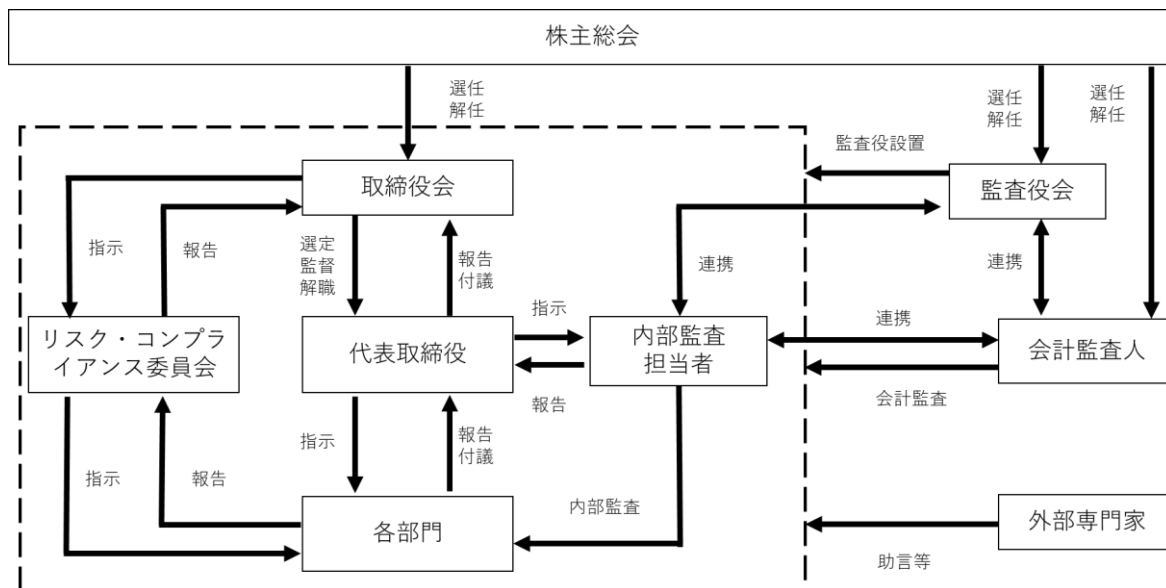 株主総会
選任
解任
選任
解任
選任
解任
監査役設置
取締役会
監査役会
指示
報告
選定
監督
解職
報告
付議
連携
連携
指示
リスク・コンプラ
イアンス委員会
代表取締役
内部監査
担当者
連携
会計監査人
報告
会計監査
指示
報告
指示
報告
付議
内部監査
各部門
外部専門家
助言等